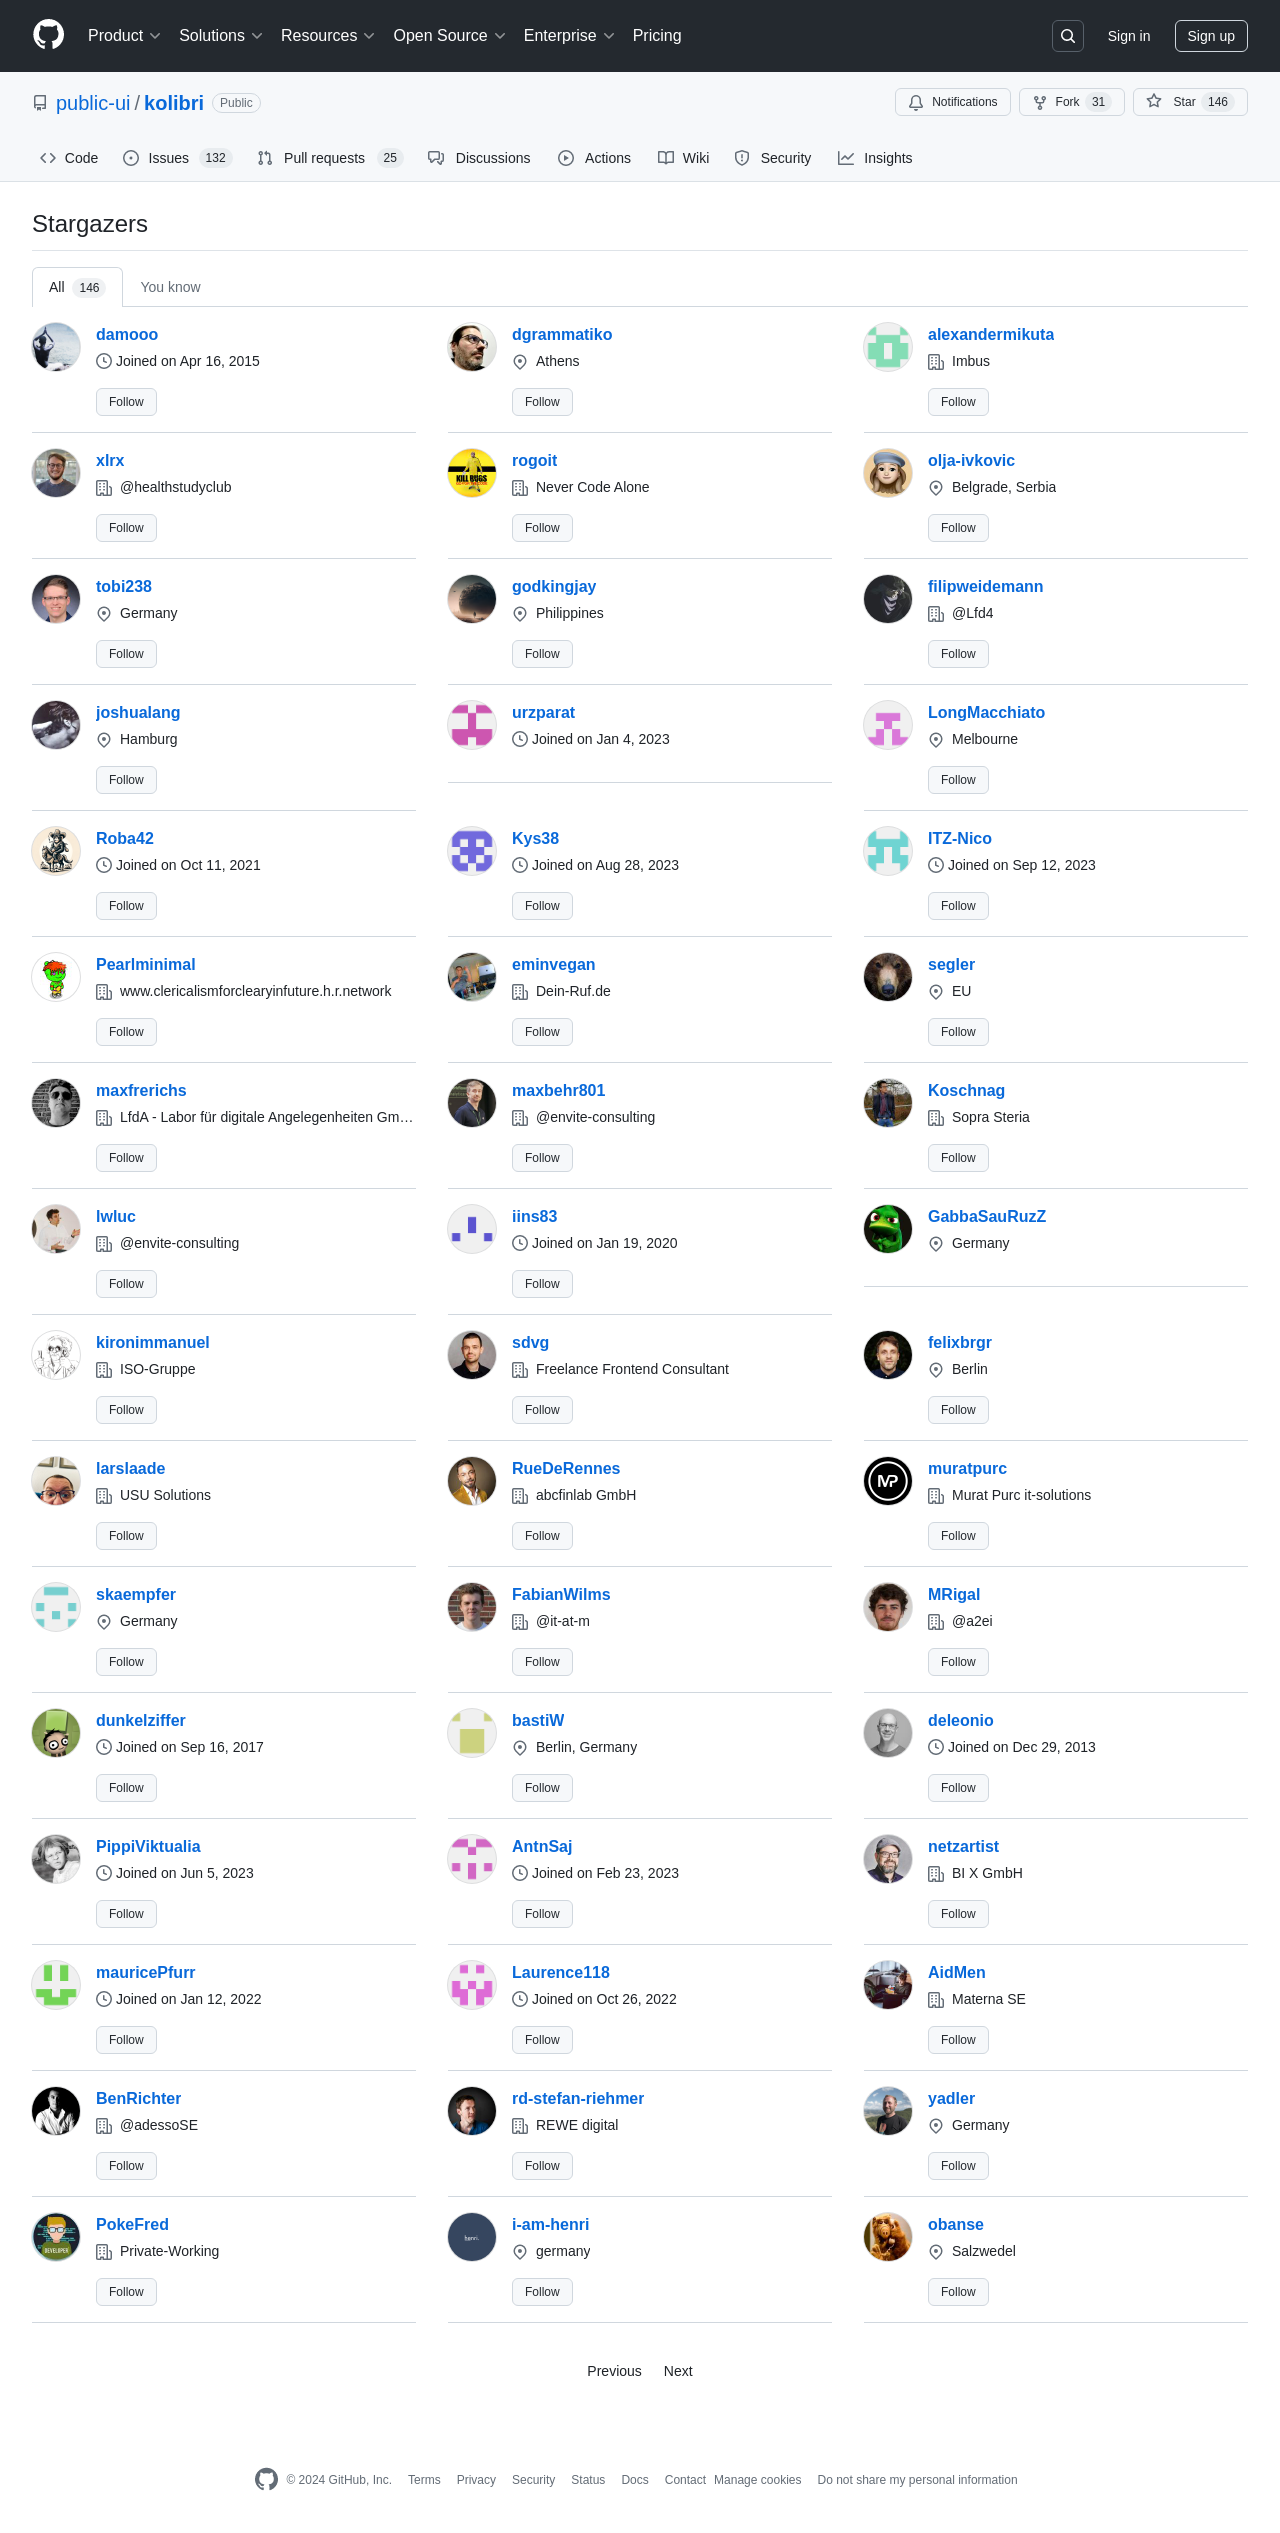 Product Solutions Resources Open Source Enterprise Pricing Sign in Sign up
public-ui / kolibri Public Notifications Fork 31 Star 146
Code Issues 132 Pull requests 25 Discussions Actions Wiki Security Insights
Stargazers
All 146 You know
damooo dgrammatiko alexandermikuta
Joined on Apr 16, 2015 Athens Imbus
Follow Follow Follow
xlrx rogoit olja-ivkovic
@healthstudyclub Never Code Alone Belgrade, Serbia
Follow Follow Follow
tobi238 godkingjay filipweidemann
Germany Philippines @Lfd4
Follow Follow Follow
joshualang urzparat LongMacchiato
Hamburg Joined on Jan 4, 2023 Melbourne
Follow Follow
Roba42 Kys38 ITZ-Nico
Joined on Oct 11, 2021 Joined on Aug 28, 2023 Joined on Sep 12, 2023
Follow Follow Follow
Pearlminimal eminvegan segler
www.clericalismforclearyinfuture.h.r.network Dein-Ruf.de EU
Follow Follow Follow
maxfrerichs maxbehr801 Koschnag
LfdA - Labor für digitale Angelegenheiten Gm… @envite-consulting Sopra Steria
Follow Follow Follow
lwluc iins83 GabbaSauRuzZ
@envite-consulting Joined on Jan 19, 2020 Germany
Follow Follow
kironimmanuel sdvg felixbrgr
ISO-Gruppe Freelance Frontend Consultant Berlin
Follow Follow Follow
larslaade RueDeRennes muratpurc
USU Solutions abcfinlab GmbH Murat Purc it-solutions
Follow Follow Follow
skaempfer FabianWilms MRigal
Germany @it-at-m @a2ei
Follow Follow Follow
dunkelziffer bastiW deleonio
Joined on Sep 16, 2017 Berlin, Germany Joined on Dec 29, 2013
Follow Follow Follow
PippiViktualia AntnSaj netzartist
Joined on Jun 5, 2023 Joined on Feb 23, 2023 BI X GmbH
Follow Follow Follow
mauricePfurr Laurence118 AidMen
Joined on Jan 12, 2022 Joined on Oct 26, 2022 Materna SE
Follow Follow Follow
BenRichter rd-stefan-riehmer yadler
@adessoSE REWE digital Germany
Follow Follow Follow
PokeFred i-am-henri obanse
Private-Working germany Salzwedel
Follow Follow Follow
Previous Next
© 2024 GitHub, Inc. Terms Privacy Security Status Docs Contact Manage cookies Do not share my personal information